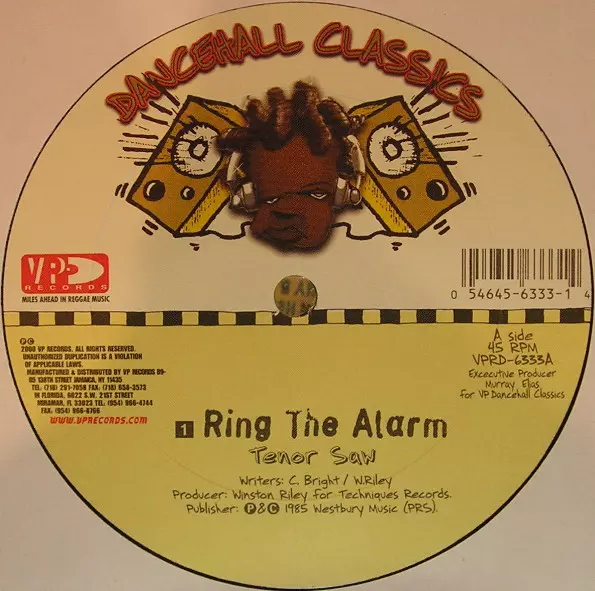 DANCEHALL CLASSICS
VP
RECORDS
MILES AHEAD IN REGGAE MUSIC
0 54645-6333-1 4
℗ ©
2000 VP RECORDS. ALL RIGHTS RESERVED.
UNAUTHORIZED DUPLICATION IS A VIOLATION
OF APPLICABLE LAWS.
MANUFACTURED & DISTRIBUTED BY VP RECORDS 89-
05 138TH STREET JAMAICA, NY 11435
TEL: (718) 291-7058 FAX: (718) 658-3573
IN FLORIDA, 6022 S.W. 21ST STREET
MIRAMAR, FL 33023 TEL: (954) 966-4744
FAX: (954) 966-8766
WWW.VPRECORDS.COM
A side
45 RPM
VPRD-6333A
Excecutive Producer
Murray Elias
for VP Dancehall Classics
1 Ring The Alarm
Tenor Saw
Writers: C. Bright / W.Riley
Producer: Winston Riley for Techniques Records.
Publisher: ℗ & © 1985 Westbury Music (PRS).